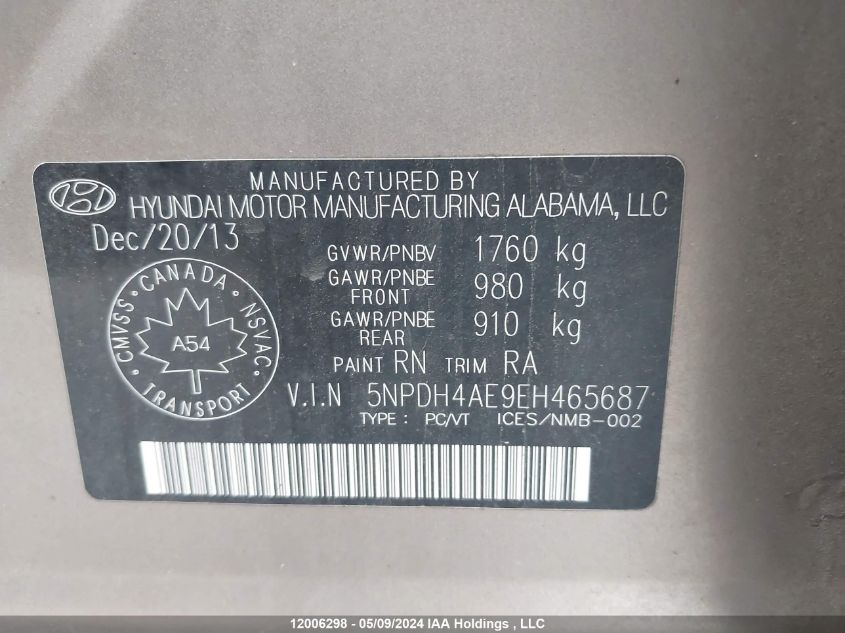 MANUFACTURED BY
HYUNDAI MOTOR MANUFACTURING ALABAMA, LLC
Dec/20/13
GVWR/PNBV 1760 kg
GAWR/PNBE FRONT 980 kg
GAWR/PNBE REAR 910 kg
PAINT RN TRIM RA
V.I.N 5NPDH4AE9EH465687
TYPE : PC/VT ICES/NMB-002
CMVSS · CANADA · NSVAC · TRANSPORT ·
A54
12006298 - 05/09/2024 IAA Holdings , LLC